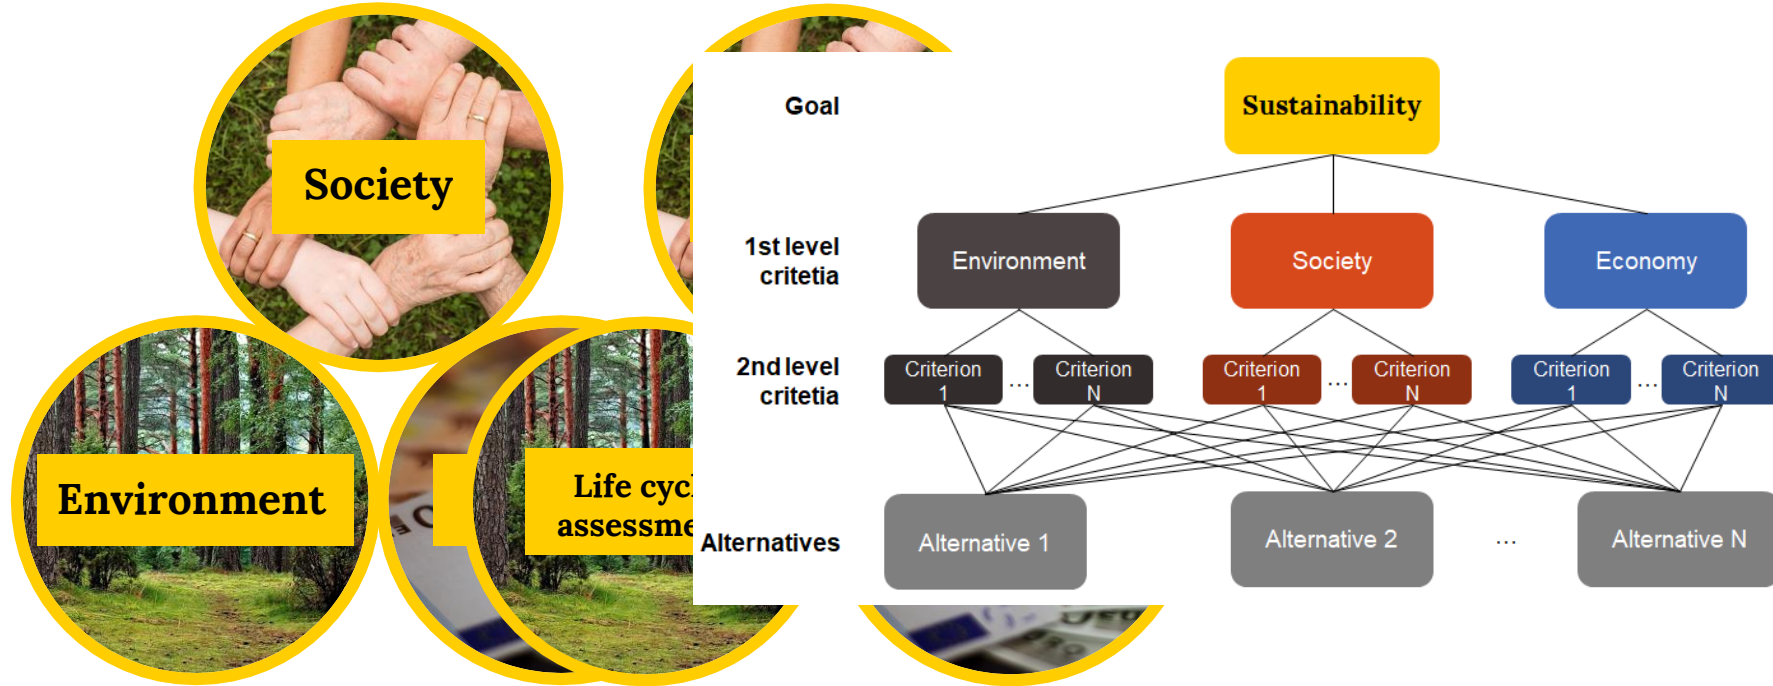 Society
Environment
Life cycl
assessme
Goal
Sustainability
1st level
critetia
Environment
Society
Economy
2nd level
critetia
Criterion
1
...
Criterion
N
Criterion
1
...
Criterion
N
Criterion
1
...
Criterion
N
Alternatives
Alternative 1
Alternative 2
...
Alternative N